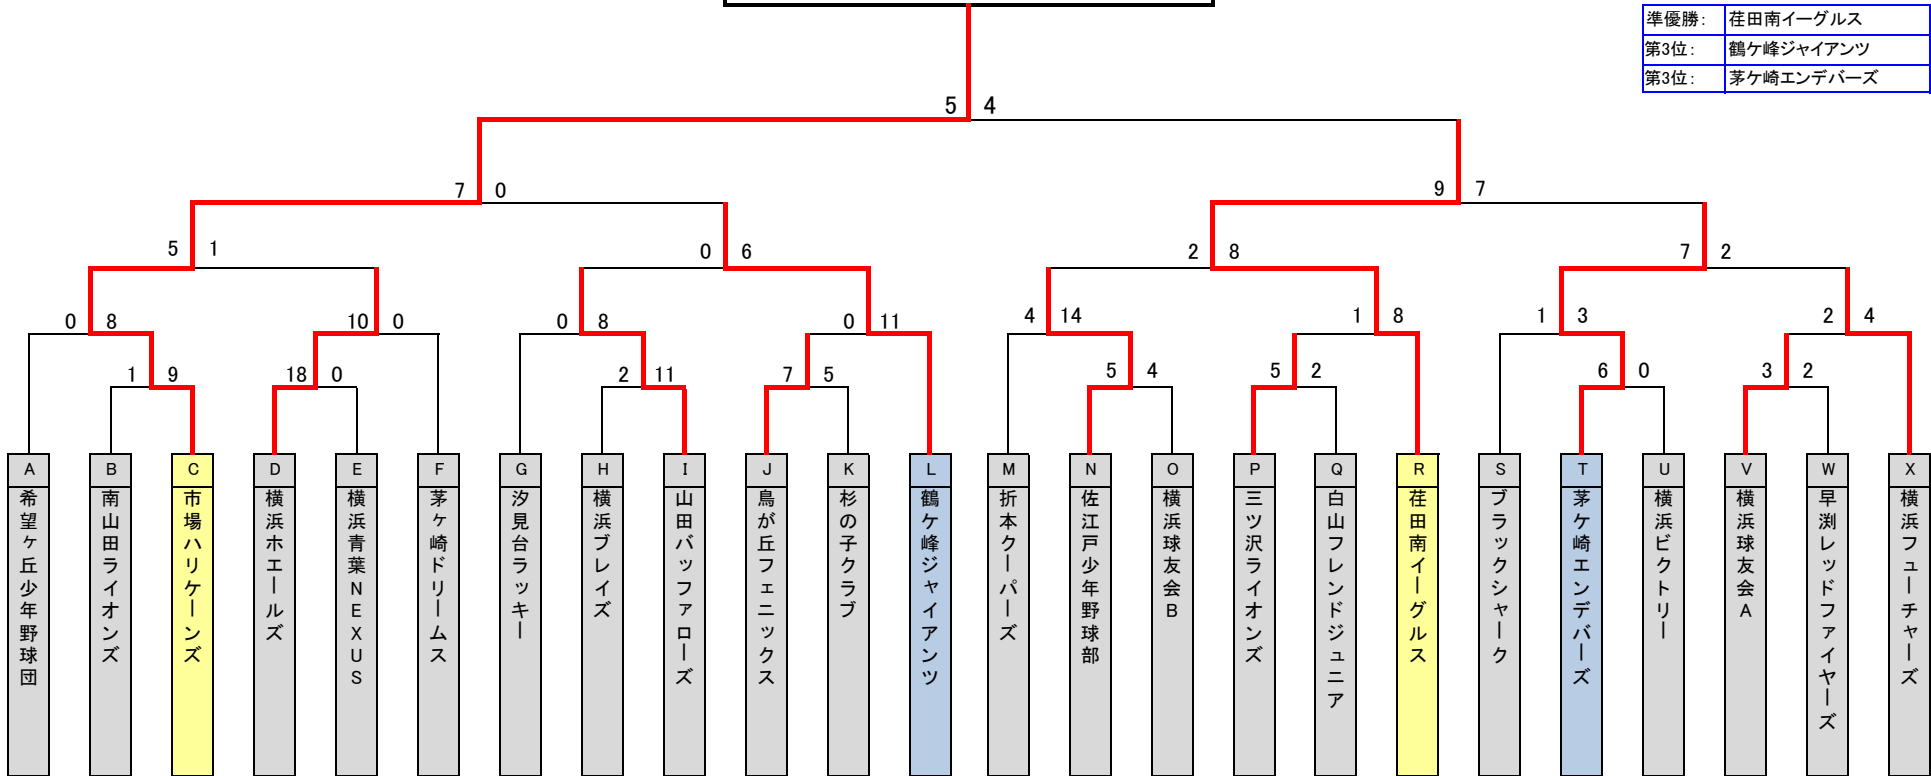 準優勝: 荏田南イーグルス
第3位: 鶴ケ峰ジャイアンツ
第3位: 茅ケ崎エンデバーズ
5 4
7 0 9 7
5 1 0 6 2 8 7 2
0 8 10 0 0 8 0 11 4 14 1 8 1 3 2 4
1 9 18 0 2 11 7 5 5 4 5 2 6 0 3 2
A 希望ヶ丘少年野球団
B 南山田ライオンズ
C 市場ハリケーンズ
D 横浜ホエールズ
E 横浜青葉NEXUS
F 茅ヶ崎ドリームス
G 汐見台ラッキー
H 横浜ブレイズ
I 山田バッファローズ
J 鳥が丘フェニックス
K 杉の子クラブ
L 鶴ケ峰ジャイアンツ
M 折本クーパーズ
N 佐江戸少年野球部
O 横浜球友会B
P 三ツ沢ライオンズ
Q 白山フレンドジュニア
R 荏田南イーグルス
S ブラックシャーク
T 茅ケ崎エンデバーズ
U 横浜ビクトリー
V 横浜球友会A
W 早渕レッドファイヤーズ
X 横浜フューチャーズ